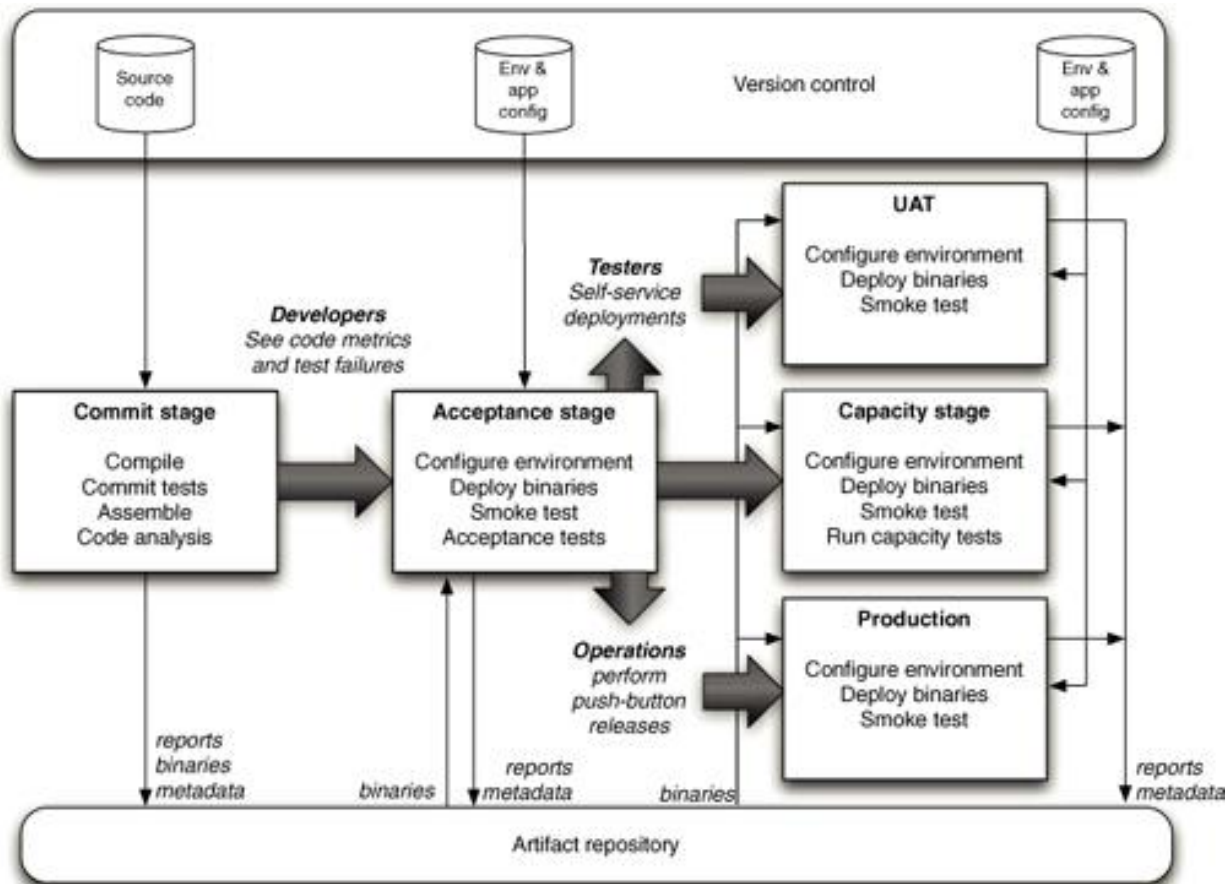 Source
code
Env &
app
config
Version control
Env &
app
config
UAT
Configure environment
Deploy binaries
Smoke test
Testers
Self-service
deployments
Developers
See code metrics
and test failures
Commit stage
Compile
Commit tests
Assemble
Code analysis
Acceptance stage
Configure environment
Deploy binaries
Smoke test
Acceptance tests
Capacity stage
Configure environment
Deploy binaries
Smoke test
Run capacity tests
Operations
perform
push-button
releases
Production
Configure environment
Deploy binaries
Smoke test
reports
binaries
metadata
binaries
reports
metadata
binaries
reports
metadata
Artifact repository